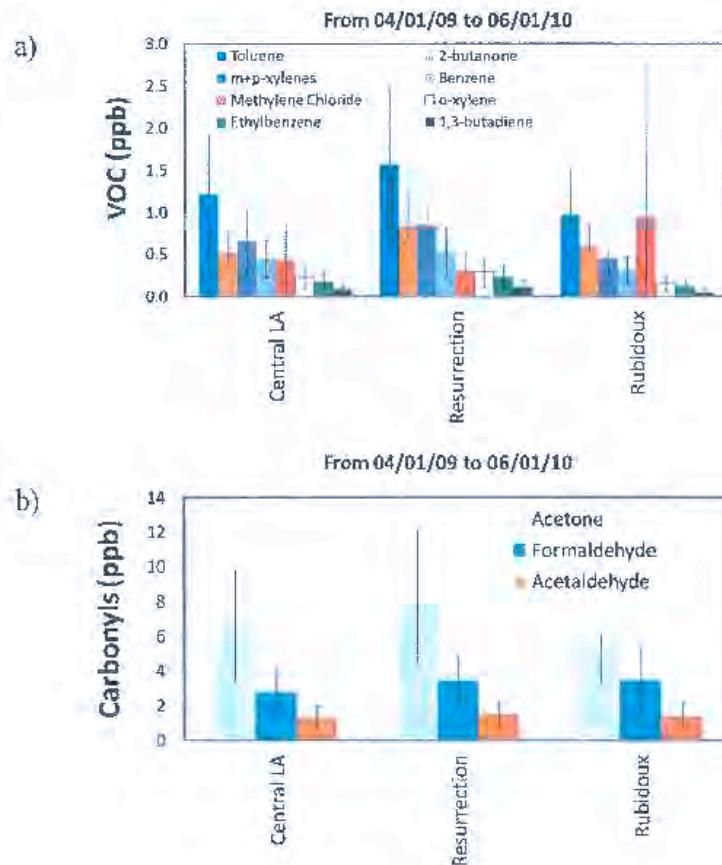 a)
From 04/01/09 to 06/01/10
VOC (ppb)
3.0
2.5
2.0
1.5
1.0
0.5
0.0
Toluene
2-butanone
m+p-xylenes
Benzene
Methylene Chloride
o-xylene
Ethylbenzene
1,3-butadiene
Central LA
Resurrection
Rubidoux
b)
From 04/01/09 to 06/01/10
Carbonyls (ppb)
14
12
10
8
6
4
2
0
Acetone
Formaldehyde
Acetaldehyde
Central LA
Resurrection
Rubidoux